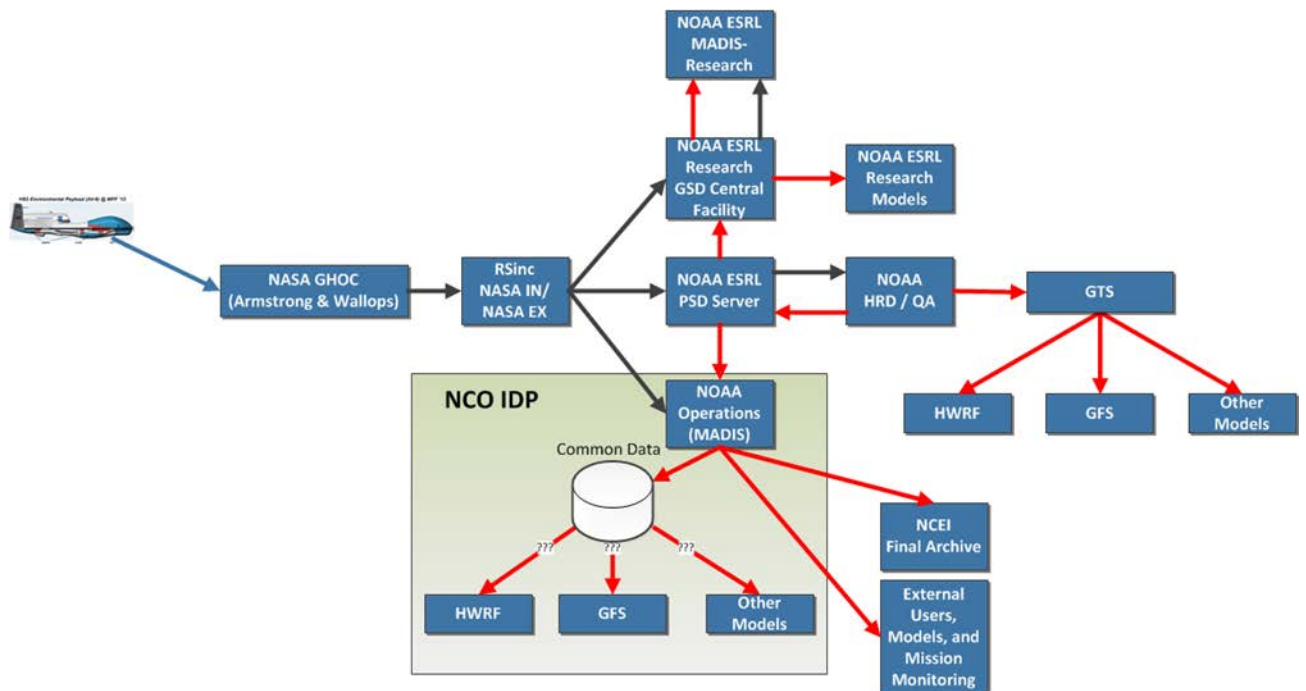 NOAA ESRL
MADIS-
Research
NOAA ESRL
Research
GSD Central
Facility
NOAA ESRL
Research
Models
NASA GHOC
(Armstrong & Wallops)
RSinc
NASA IN/
NASA EX
NOAA ESRL
PSD Server
NOAA
HRD / QA
GTS
HWRF
GFS
Other
Models
NCO IDP
NOAA
Operations
(MADIS)
Common Data
???
???
???
HWRF
GFS
Other
Models
NCEI
Final Archive
External
Users,
Models, and
Mission
Monitoring